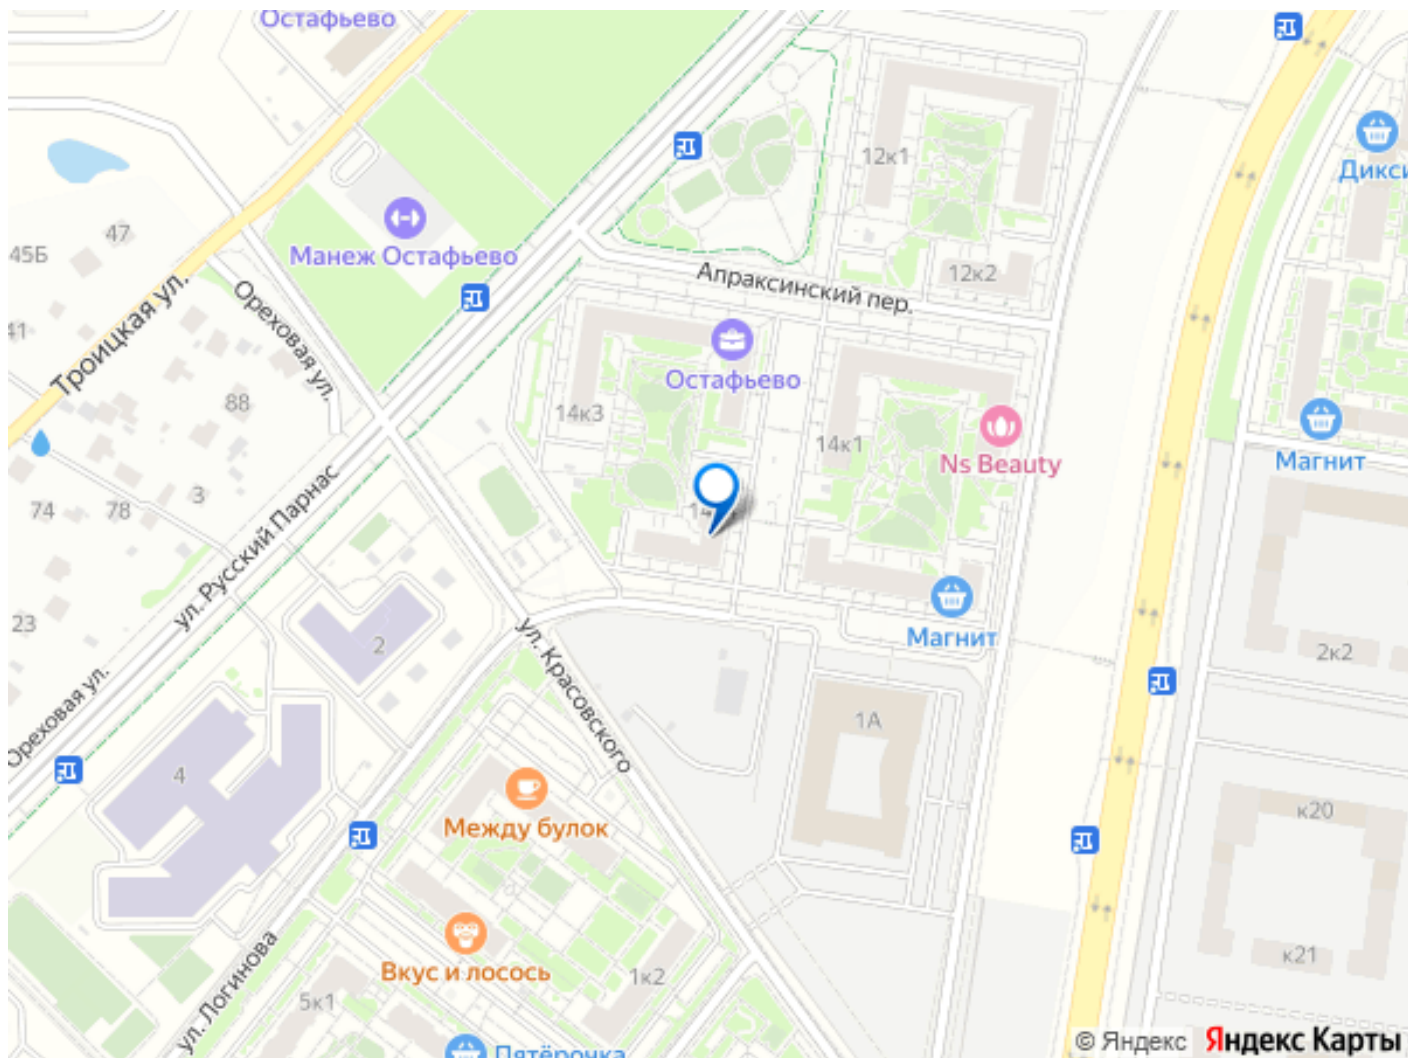 Остафьево
12к1
Дикси
47
45Б
Манеж Остафьево
Апраксинский пер.
12к2
41
Троицкая ул.
Ореховая ул.
Остафьево
88
14к3
14к1
Ns Beauty
Магнит
74
78
3
ул. Русский Парнас
23
2
Магнит
2к2
ул. Красовского
Ореховая ул.
1А
4
к20
Между булок
ул. Логинова
Вкус и лосось
1к2
к21
5к1
Пятёрочка
© Яндекс Яндекс Карты